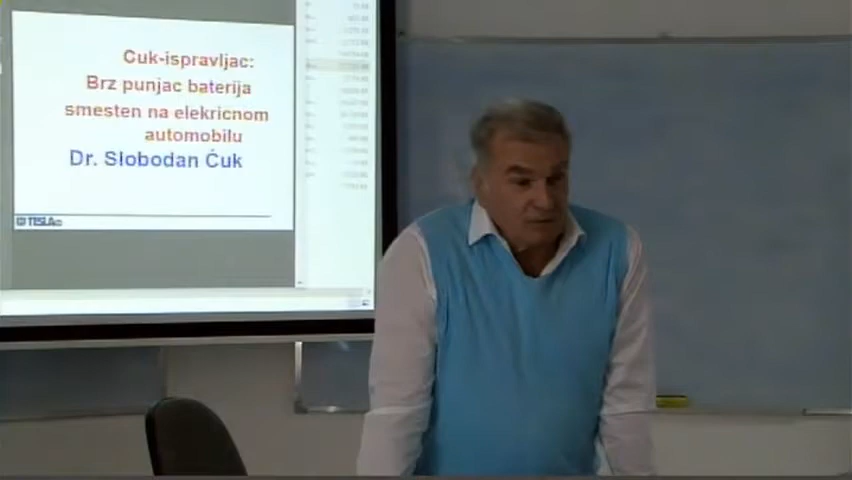 Cuk-ispravljac:
Brz punjac baterija
smesten na elekricnom
automobilu
Dr. Slobodan Ćuk
TESLAco